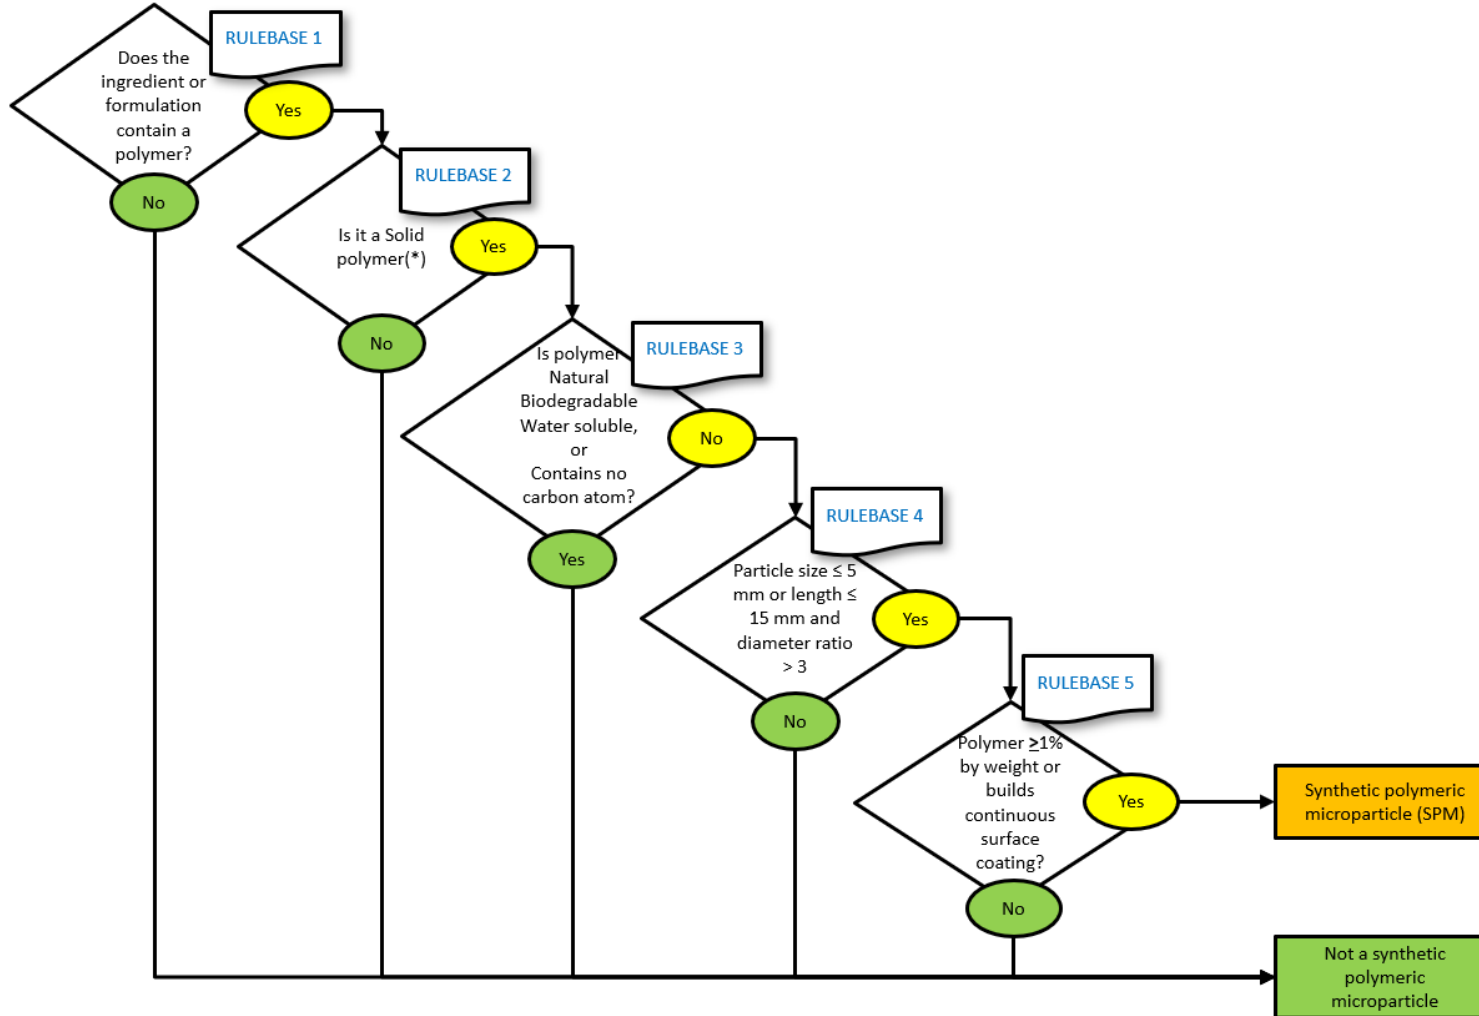 RULEBASE 1
Does the
ingredient or
formulation
contain a
polymer?
Yes
No
RULEBASE 2
Is it a Solid
polymer(*)
Yes
No
RULEBASE 3
Is polymer
Natural
Biodegradable
Water soluble,
or
Contains no
carbon atom?
No
Yes
RULEBASE 4
Particle size ≤ 5
mm or length ≤
15 mm and
diameter ratio
> 3
Yes
No
RULEBASE 5
Polymer ≥1%
by weight or
builds
continuous
surface
coating?
Yes
No
Synthetic polymeric
microparticle (SPM)
Not a synthetic
polymeric
microparticle